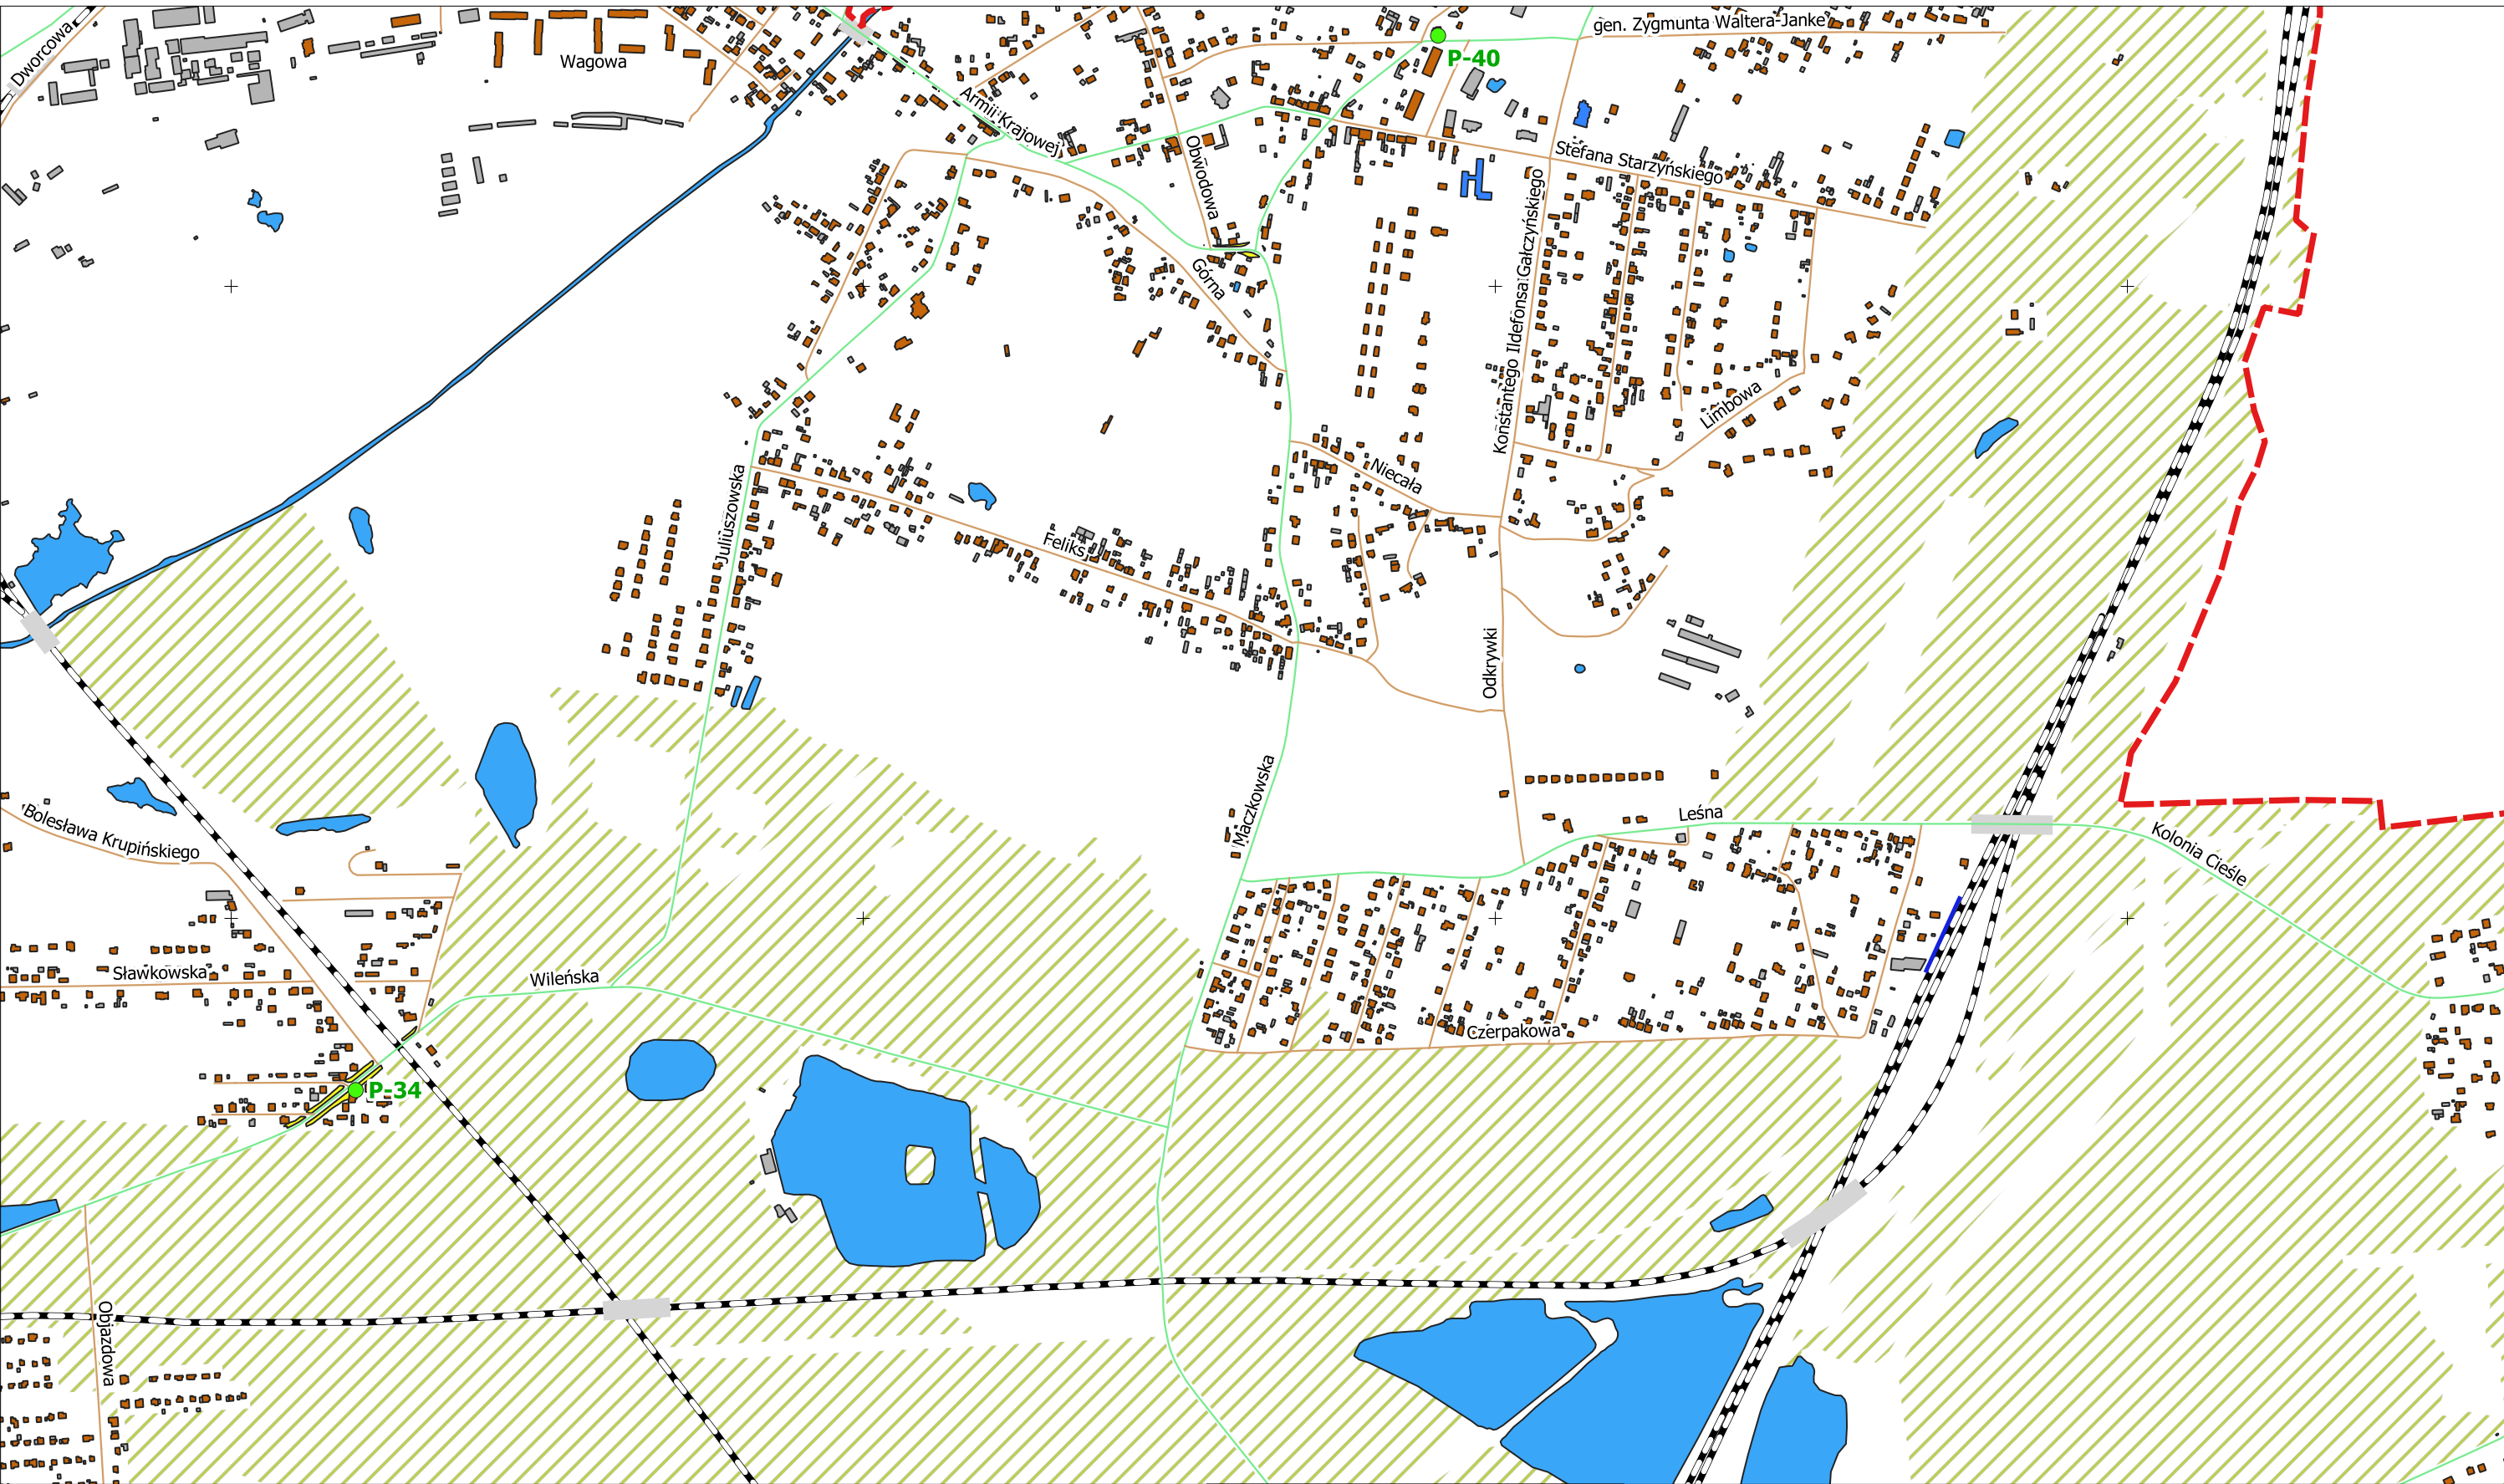 gen. Zygmunta Waltera-Janke
Dworcowa
Wagowa
P-40
Armii Krajowej
Obwodowa
Stefana Starzyńskiego
Konstantego Ildefonsa Gałczyńskiego
Górna
Limbowa
Niecała
Juliuszowska
Feliks
Odkrywki
Maczkowska
Leśna
Bolesława Krupińskiego
Kolonia Cieśle
Sławkowska
Wileńska
Czerpakowa
P-34
Objazdowa